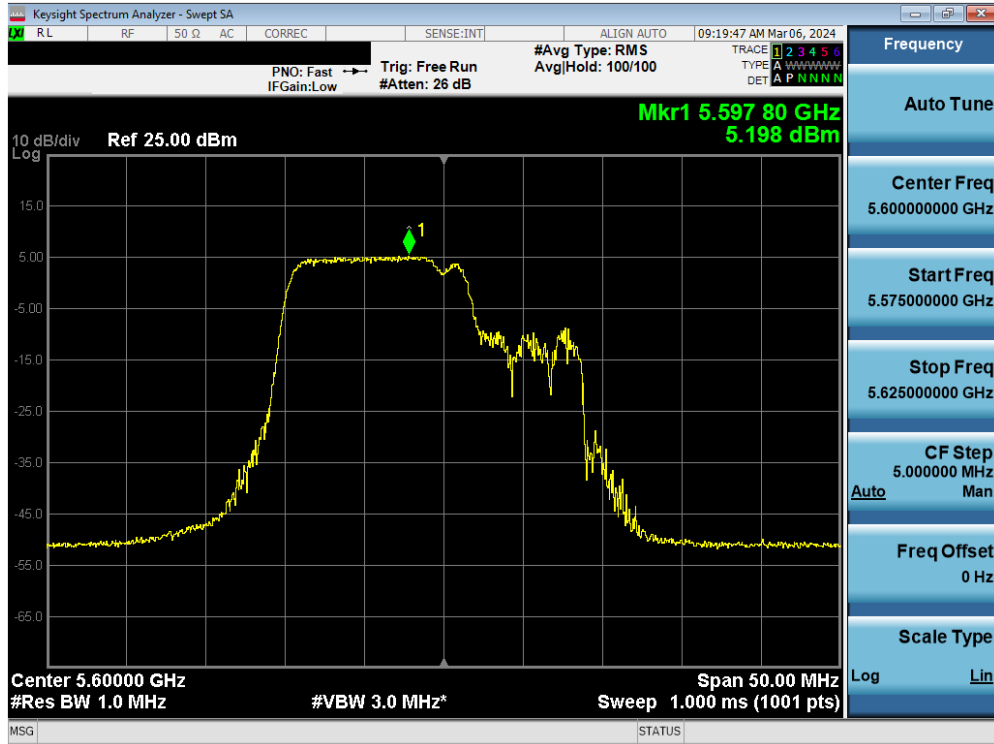 Keysight Spectrum Analyzer - Swept SA
LXI RL RF 50 Ω AC CORREC SENSE:INT ALIGN AUTO 09:19:47 AM Mar 06, 2024
PNO: Fast
IFGain:Low
Trig: Free Run
#Atten: 26 dB
#Avg Type: RMS
Avg|Hold: 100/100
TRACE 1 2 3 4 5 6
TYPE A WWWWW
DET A P N N N N
Mkr1 5.597 80 GHz
5.198 dBm
10 dB/div Ref 25.00 dBm
Log
15.0
1
5.00
-5.00
-15.0
-25.0
-35.0
-45.0
-55.0
-65.0
Center 5.60000 GHz Span 50.00 MHz
#Res BW 1.0 MHz #VBW 3.0 MHz* Sweep 1.000 ms (1001 pts)
MSG STATUS
Frequency
Auto Tune
Center Freq
5.600000000 GHz
Start Freq
5.575000000 GHz
Stop Freq
5.625000000 GHz
CF Step
5.000000 MHz
Auto Man
Freq Offset
0 Hz
Scale Type
Log Lin